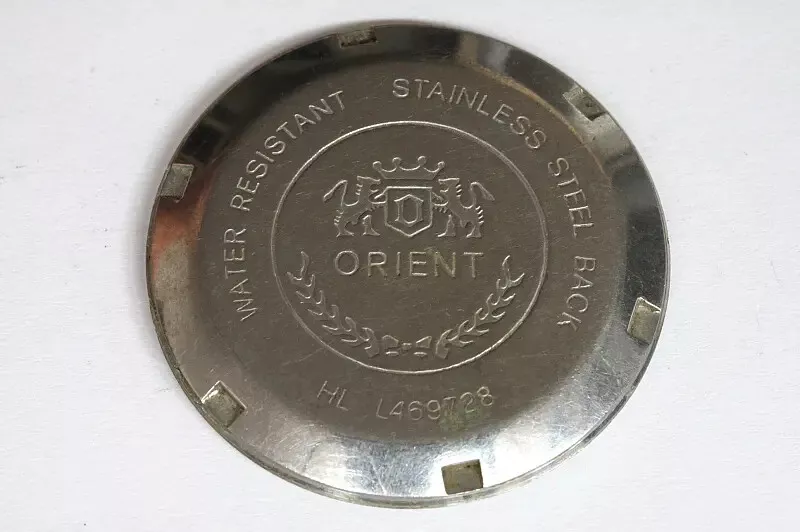 WATER RESISTANT
STAINLESS STEEL BACK
ORIENT
HL L469728